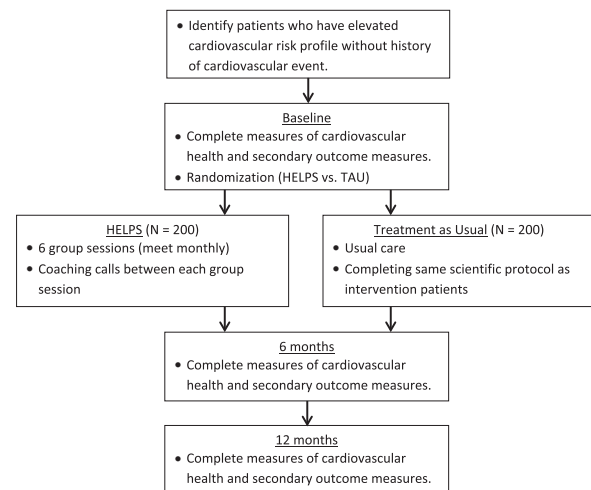 • Identify patients who have elevated
cardiovascular risk profile without history
of cardiovascular event.
Baseline
• Complete measures of cardiovascular
health and secondary outcome measures.
• Randomization (HELPS vs. TAU)
HELPS (N = 200)
• 6 group sessions (meet monthly)
• Coaching calls between each group
session
Treatment as Usual (N = 200)
• Usual care
• Completing same scientific protocol as
intervention patients
6 months
• Complete measures of cardiovascular
health and secondary outcome measures.
12 months
• Complete measures of cardiovascular
health and secondary outcome measures.